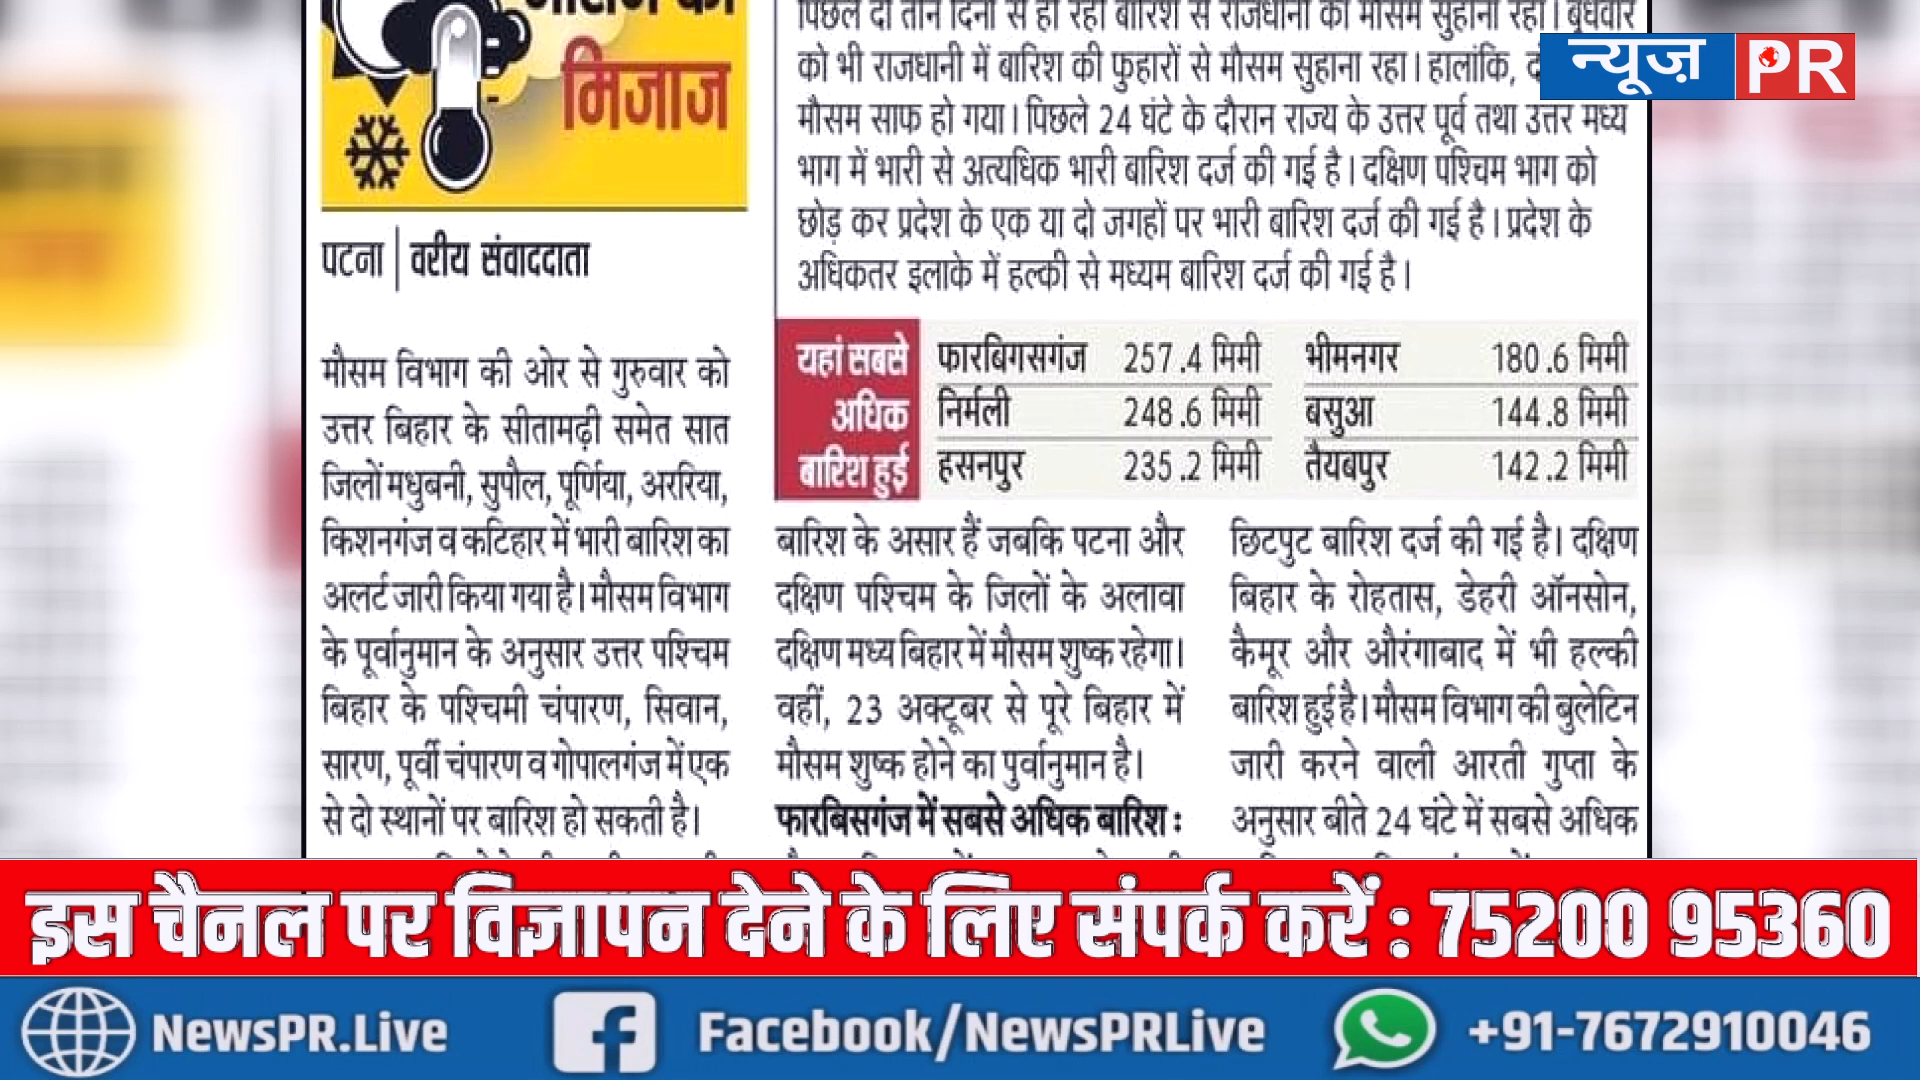 मिजाज
पटना | वरीय संवाददाता
मौसम विभाग की ओर से गुरुवार को
उत्तर बिहार के सीतामढ़ी समेत सात
जिलों मधुबनी, सुपौल, पूर्णिया, अररिया,
किशनगंज व कटिहार में भारी बारिश का
अलर्ट जारी किया गया है। मौसम विभाग
के पूर्वानुमान के अनुसार उत्तर पश्चिम
बिहार के पश्चिमी चंपारण, सिवान,
सारण, पूर्वी चंपारण व गोपालगंज में एक
से दो स्थानों पर बारिश हो सकती है।
पिछले दो तीन दिनों से हो रही बारिश से राजधानी का मौसम सुहाना रहा। बुधवार
को भी राजधानी में बारिश की फुहारों से मौसम सुहाना रहा। हालांकि,
मौसम साफ हो गया। पिछले 24 घंटे के दौरान राज्य के उत्तर पूर्व तथा उत्तर मध्य
भाग में भारी से अत्यधिक भारी बारिश दर्ज की गई है। दक्षिण पश्चिम भाग को
छोड़ कर प्रदेश के एक या दो जगहों पर भारी बारिश दर्ज की गई है। प्रदेश के
अधिकतर इलाके में हल्की से मध्यम बारिश दर्ज की गई है।
यहां सबसे
अधिक
बारिश हुई
फारबिगसगंज 257.4 मिमी भीमनगर 180.6 मिमी
निर्मली 248.6 मिमी बसुआ 144.8 मिमी
हसनपुर 235.2 मिमी तैयबपुर 142.2 मिमी
बारिश के असार हैं जबकि पटना और
दक्षिण पश्चिम के जिलों के अलावा
दक्षिण मध्य बिहार में मौसम शुष्क रहेगा।
वहीं, 23 अक्टूबर से पूरे बिहार में
मौसम शुष्क होने का पुर्वानुमान है।
फारबिसगंज में सबसे अधिक बारिश :
छिटपुट बारिश दर्ज की गई है। दक्षिण
बिहार के रोहतास, डेहरी ऑनसोन,
कैमूर और औरंगाबाद में भी हल्की
बारिश हुई है। मौसम विभाग की बुलेटिन
जारी करने वाली आरती गुप्ता के
अनुसार बीते 24 घंटे में सबसे अधिक
न्यूज़ PR
इस चैनल पर विज्ञापन देने के लिए संपर्क करें : 75200 95360
NewsPR.Live Facebook/NewsPRLive +91-7672910046